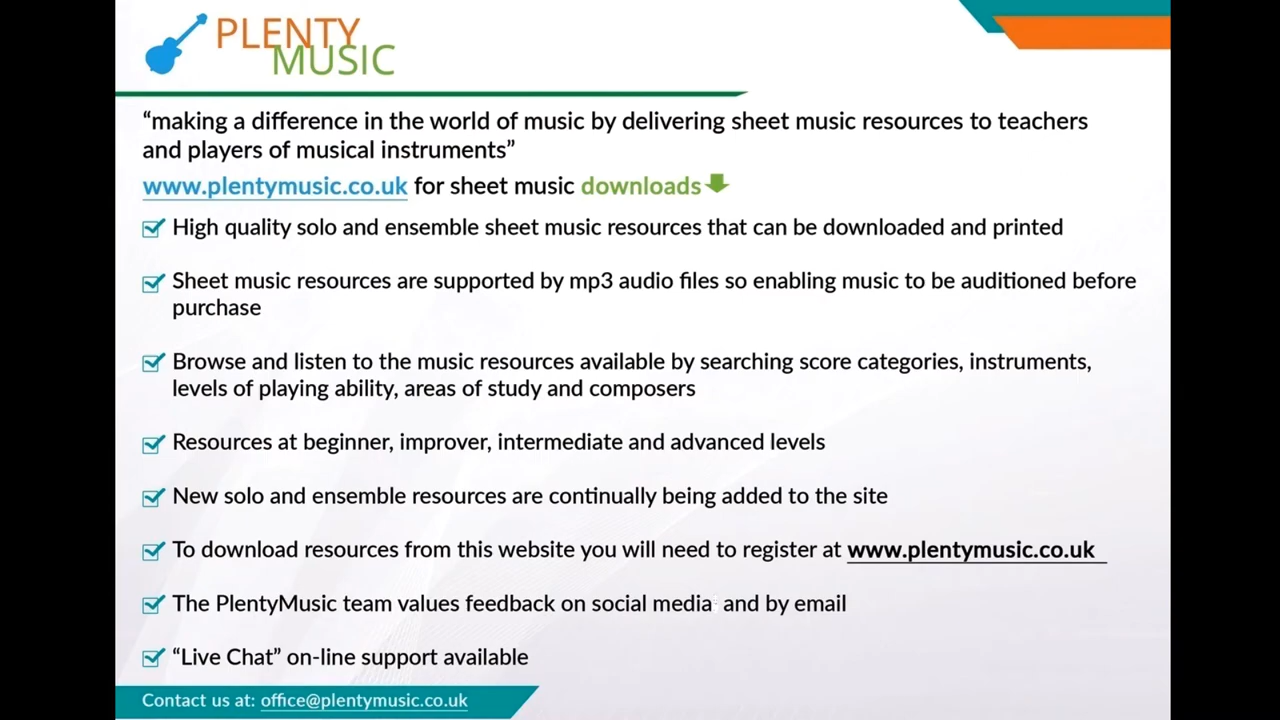 PLENTY
MUSIC
“making a difference in the world of music by delivering sheet music resources to teachers
and players of musical instruments”
www.plentymusic.co.uk for sheet music downloads
High quality solo and ensemble sheet music resources that can be downloaded and printed
Sheet music resources are supported by mp3 audio files so enabling music to be auditioned before
purchase
Browse and listen to the music resources available by searching score categories, instruments,
levels of playing ability, areas of study and composers
Resources at beginner, improver, intermediate and advanced levels
New solo and ensemble resources are continually being added to the site
To download resources from this website you will need to register at www.plentymusic.co.uk
The PlentyMusic team values feedback on social media and by email
“Live Chat” on-line support available
Contact us at: office@plentymusic.co.uk